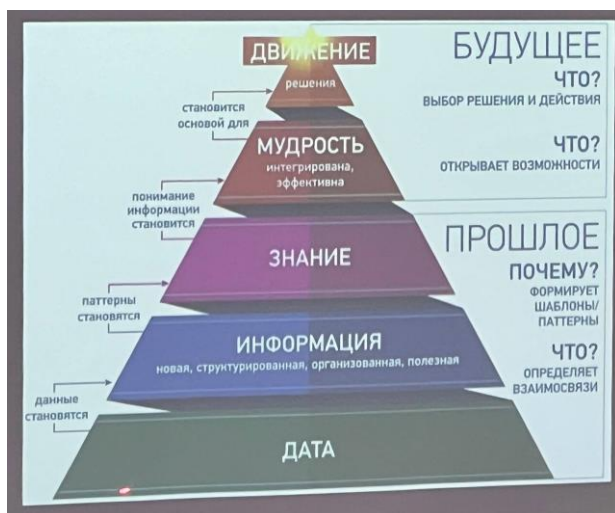 ДВИЖЕНИЕ
решения
становится
основой для
МУДРОСТЬ
интегрирована,
эффективна
понимание
информации
становится
ЗНАНИЕ
паттерны
становятся
ИНФОРМАЦИЯ
новая, структурированная, организованная, полезная
данные
становятся
ДАТА
БУДУЩЕЕ
ЧТО?
ВЫБОР РЕШЕНИЯ И ДЕЙСТВИЯ
ЧТО?
ОТКРЫВАЕТ ВОЗМОЖНОСТИ
ПРОШЛОЕ
ПОЧЕМУ?
ФОРМИРУЕТ
ШАБЛОНЫ/
ПАТТЕРНЫ
ЧТО?
ОПРЕДЕЛЯЕТ
ВЗАИМОСВЯЗИ